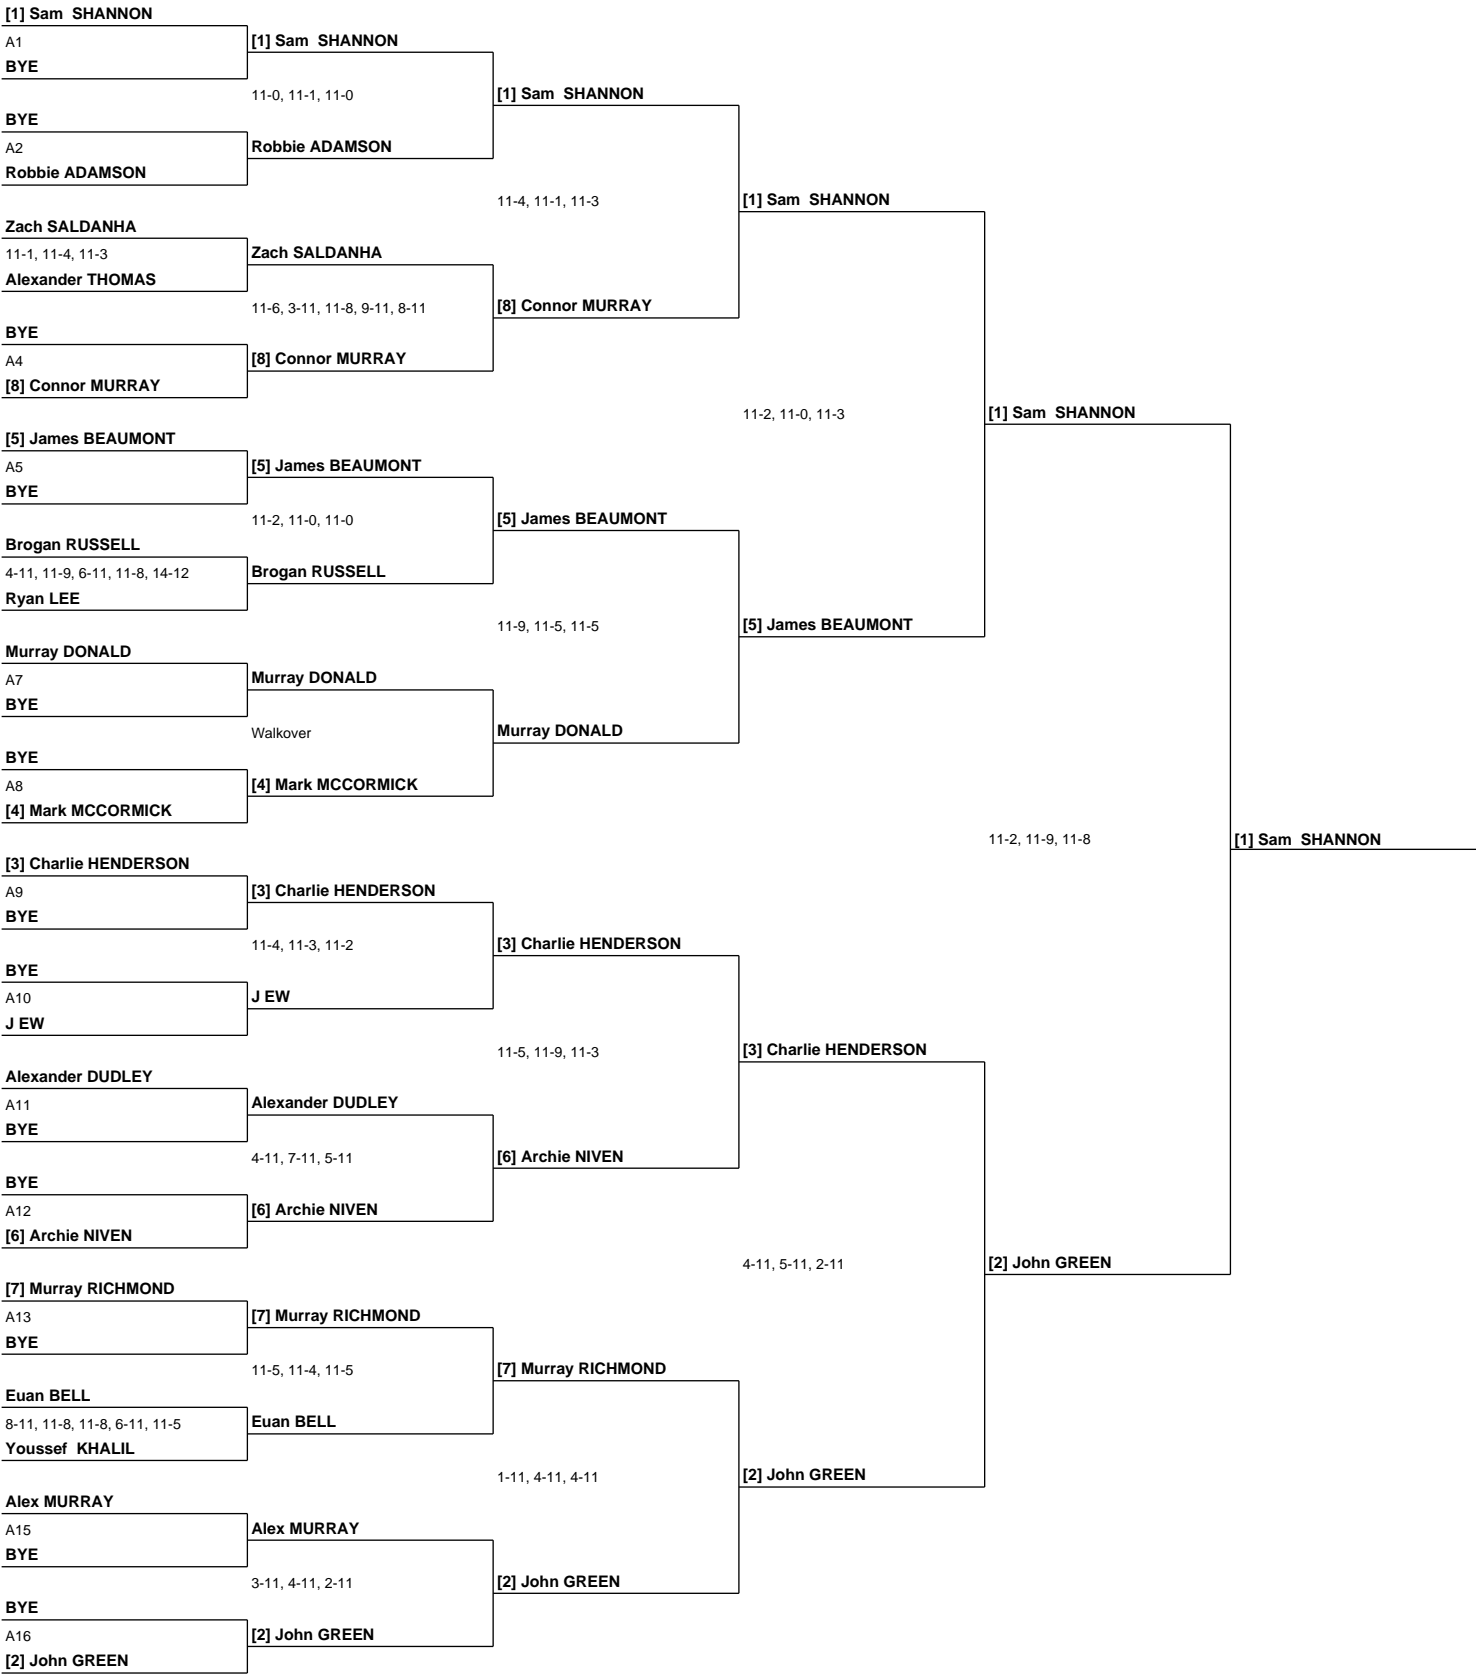 [1] Sam  SHANNON
A1
BYE
BYE
A2
Robbie ADAMSON
Zach SALDANHA
11-1, 11-4, 11-3
Alexander THOMAS
BYE
A4
[8] Connor MURRAY
[5] James BEAUMONT
A5
BYE
Brogan RUSSELL
4-11, 11-9, 6-11, 11-8, 14-12
Ryan LEE
Murray DONALD
A7
BYE
BYE
A8
[4] Mark MCCORMICK
[3] Charlie HENDERSON
A9
BYE
BYE
A10
J EW
Alexander DUDLEY
A11
BYE
BYE
A12
[6] Archie NIVEN
[7] Murray RICHMOND
A13
BYE
Euan BELL
8-11, 11-8, 11-8, 6-11, 11-5
Youssef  KHALIL
Alex MURRAY
A15
BYE
BYE
A16
[2] John GREEN
[1] Sam  SHANNON
11-0, 11-1, 11-0
Robbie ADAMSON
Zach SALDANHA
11-6, 3-11, 11-8, 9-11, 8-11
[8] Connor MURRAY
[5] James BEAUMONT
11-2, 11-0, 11-0
Brogan RUSSELL
Murray DONALD
Walkover
[4] Mark MCCORMICK
[3] Charlie HENDERSON
11-4, 11-3, 11-2
J EW
Alexander DUDLEY
4-11, 7-11, 5-11
[6] Archie NIVEN
[7] Murray RICHMOND
11-5, 11-4, 11-5
Euan BELL
Alex MURRAY
3-11, 4-11, 2-11
[2] John GREEN
[1] Sam  SHANNON
11-4, 11-1, 11-3
[8] Connor MURRAY
[5] James BEAUMONT
11-9, 11-5, 11-5
Murray DONALD
[3] Charlie HENDERSON
11-5, 11-9, 11-3
[6] Archie NIVEN
[7] Murray RICHMOND
1-11, 4-11, 4-11
[2] John GREEN
[1] Sam  SHANNON
11-2, 11-0, 11-3
[5] James BEAUMONT
[3] Charlie HENDERSON
4-11, 5-11, 2-11
[2] John GREEN
[1] Sam  SHANNON
11-2, 11-9, 11-8
[2] John GREEN
[1] Sam  SHANNON